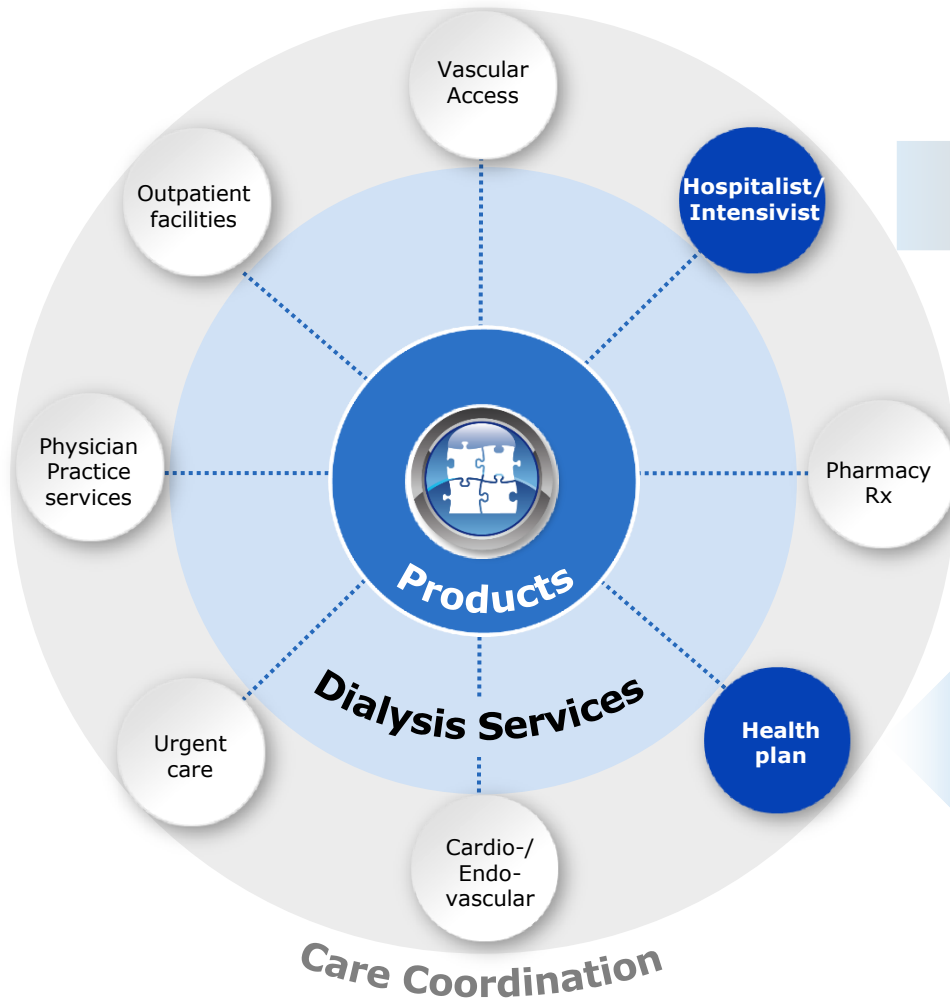 Vascular
Access
Outpatient
facilities
Hospitalist/
Intensivist
Physician
Practice
services
Pharmacy
Rx
Products
Dialysis Services
Urgent
care
Health
plan
Cardio-/
Endo-
vascular
Care Coordination